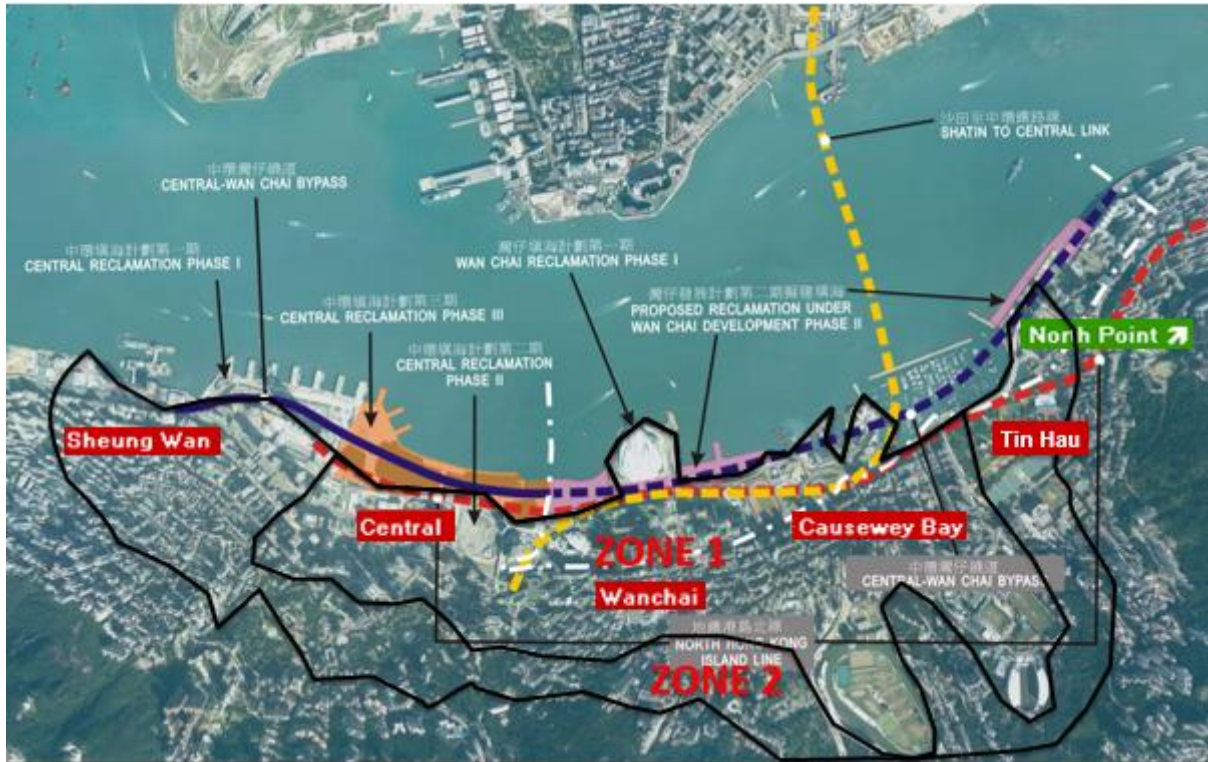 沙田至中環鐵路線
SHATIN TO CENTRAL LINK
中環灣仔繞道
CENTRAL-WAN CHAI BYPASS
中環填海計劃第一期
CENTRAL RECLAMATION PHASE I
灣仔填海計劃第一期
WAN CHAI RECLAMATION PHASE I
中環填海計劃第三期
CENTRAL RECLAMATION PHASE III
灣仔發展計劃第二期擬建填海
PROPOSED RECLAMATION UNDER
WAN CHAI DEVELOPMENT PHASE II
中環填海計劃第二期
CENTRAL RECLAMATION
PHASE II
North Point
Sheung Wan
Tin Hau
Central
Causewey Bay
ZONE 1
Wanchai
中環灣仔繞道
CENTRAL-WAN CHAI BYPASS
地鐵港島北線
NORTH HONG KONG
ISLAND LINE
ZONE 2